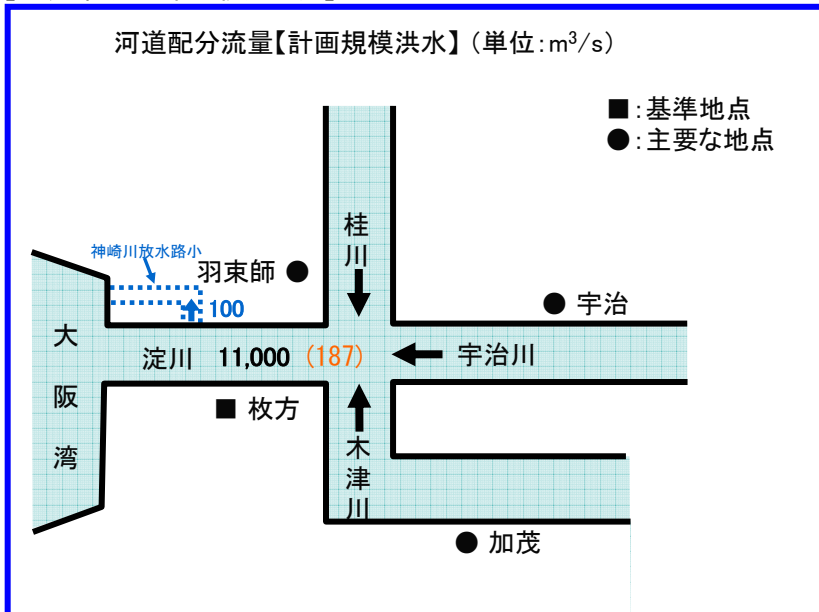 河道配分流量【計画規模洪水】（単位：m³/s）
■：基準地点
●：主要な地点
桂川
神崎川放水路小
羽束師 ●
100
● 宇治
大阪湾
淀川 11,000 (187)
宇治川
■ 枚方
木津川
● 加茂